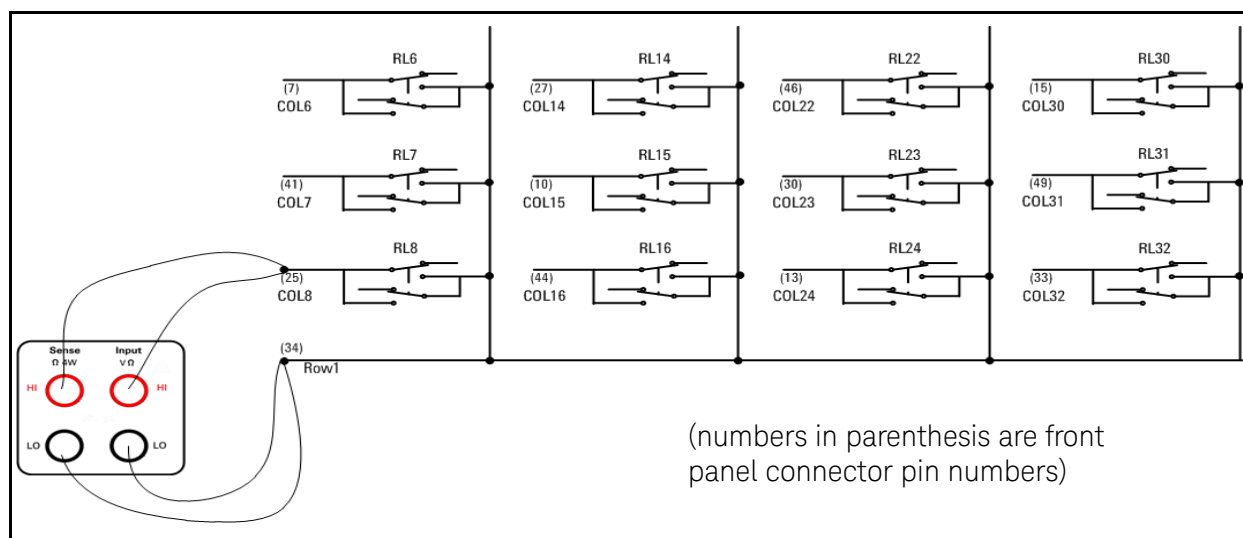 RL6
RL14
RL22
RL30
(7)
COL6
(27)
COL14
(46)
COL22
(15)
COL30
RL7
RL15
RL23
RL31
(41)
COL7
(10)
COL15
(30)
COL23
(49)
COL31
RL8
RL16
RL24
RL32
(25)
COL8
(44)
COL16
(13)
COL24
(33)
COL32
(34)
Row1
Sense
Ω 4W
Input
V Ω
HI
HI
LO
LO
(numbers in parenthesis are front
panel connector pin numbers)